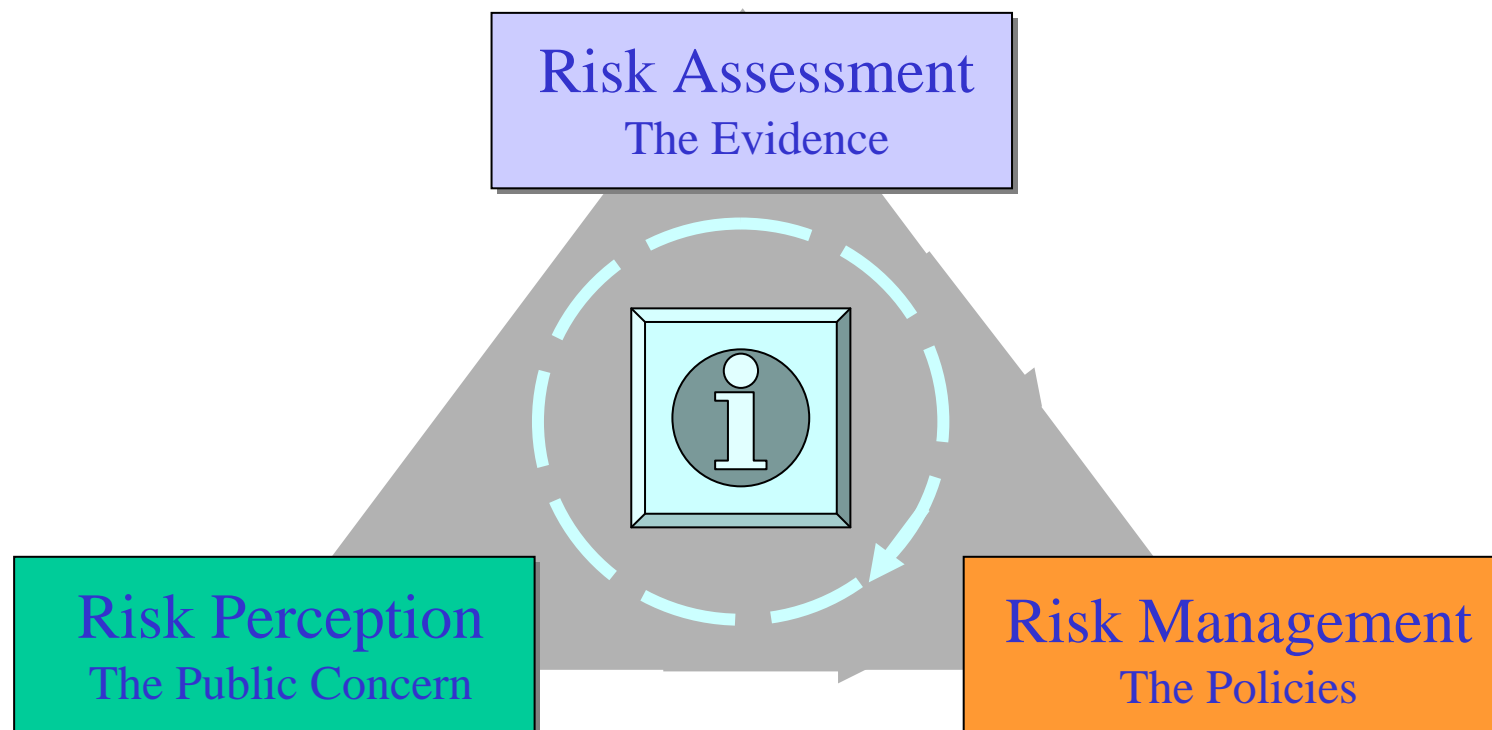 Risk Assessment
The Evidence
i
Risk Perception
The Public Concern
Risk Management
The Policies